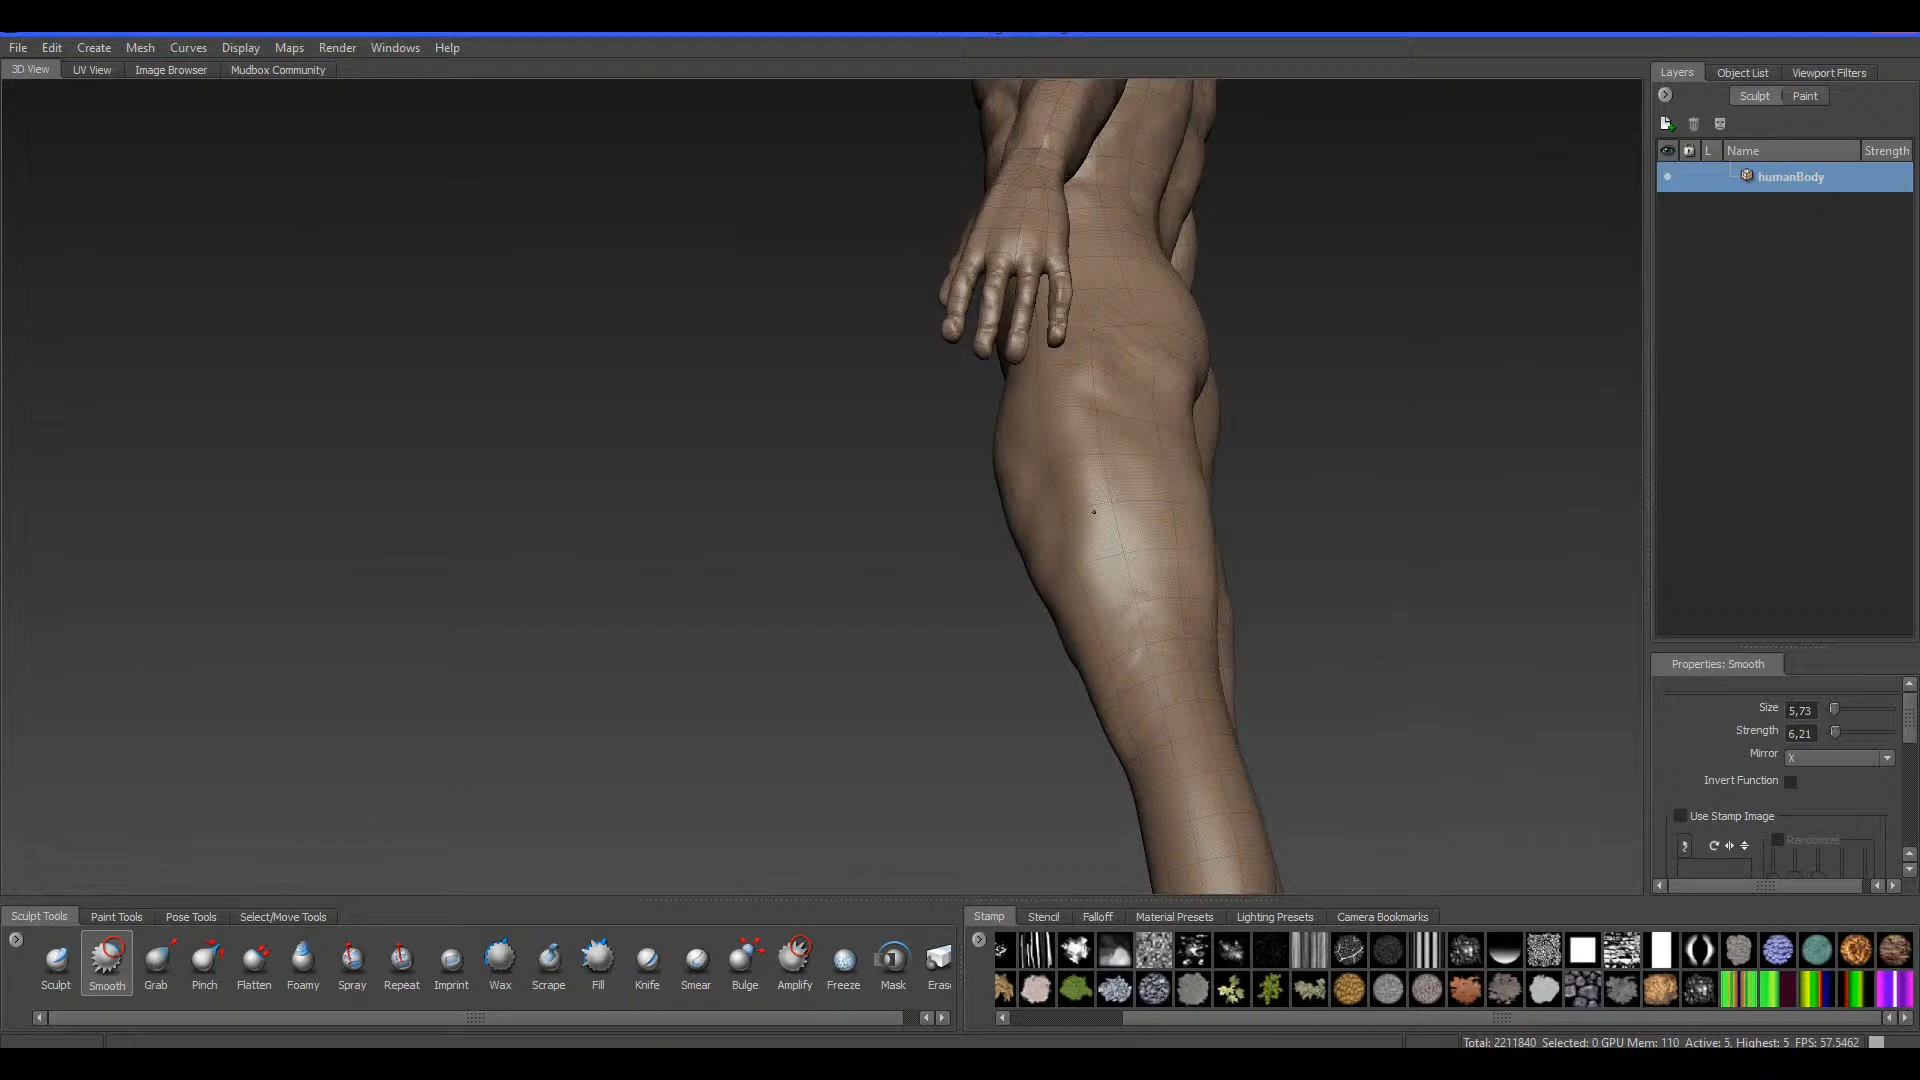 File Edit Create Mesh Curves Display Maps Render Windows Help
3D View UV View Image Browser Mudbox Community
Layers Object List Viewport Filters
Sculpt Paint
L Name Strength
humanBody
Properties: Smooth
Size 5,73
Strength 6,21
Mirror X
Invert Function
Use Stamp Image
Randomize
Sculpt Tools Paint Tools Pose Tools Select/Move Tools
Sculpt Smooth Grab Pinch Flatten Foamy Spray Repeat Imprint Wax Scrape Fill Knife Smear Bulge Amplify Freeze Mask Eras
Stamp Stencil Falloff Material Presets Lighting Presets Camera Bookmarks
Total: 2211840 Selected: 0 GPU Mem: 110 Active: 5, Highest: 5 FPS: 57.5462